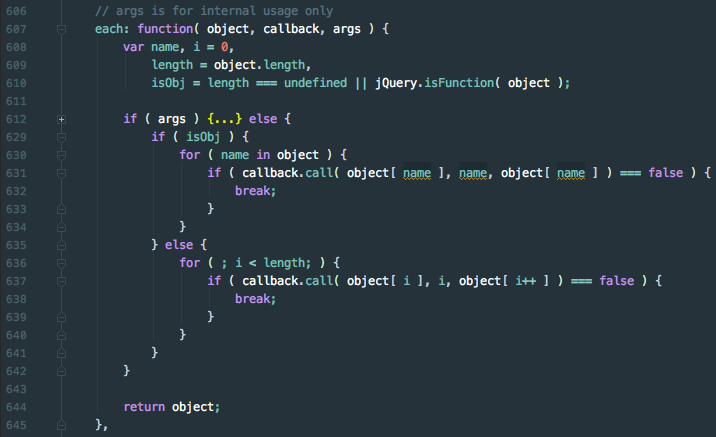 606 // args is for internal usage only
607 each: function( object, callback, args ) {
608 var name, i = 0,
609 length = object.length,
610 isObj = length === undefined || jQuery.isFunction( object );
611
612 if ( args ) {...} else {
629 if ( isObj ) {
630 for ( name in object ) {
631 if ( callback.call( object[ name ], name, object[ name ] ) === false ) {
632 break;
633 }
634 }
635 } else {
636 for ( ; i < length; ) {
637 if ( callback.call( object[ i ], i, object[ i++ ] ) === false ) {
638 break;
639 }
640 }
641 }
642 }
643
644 return object;
645 },